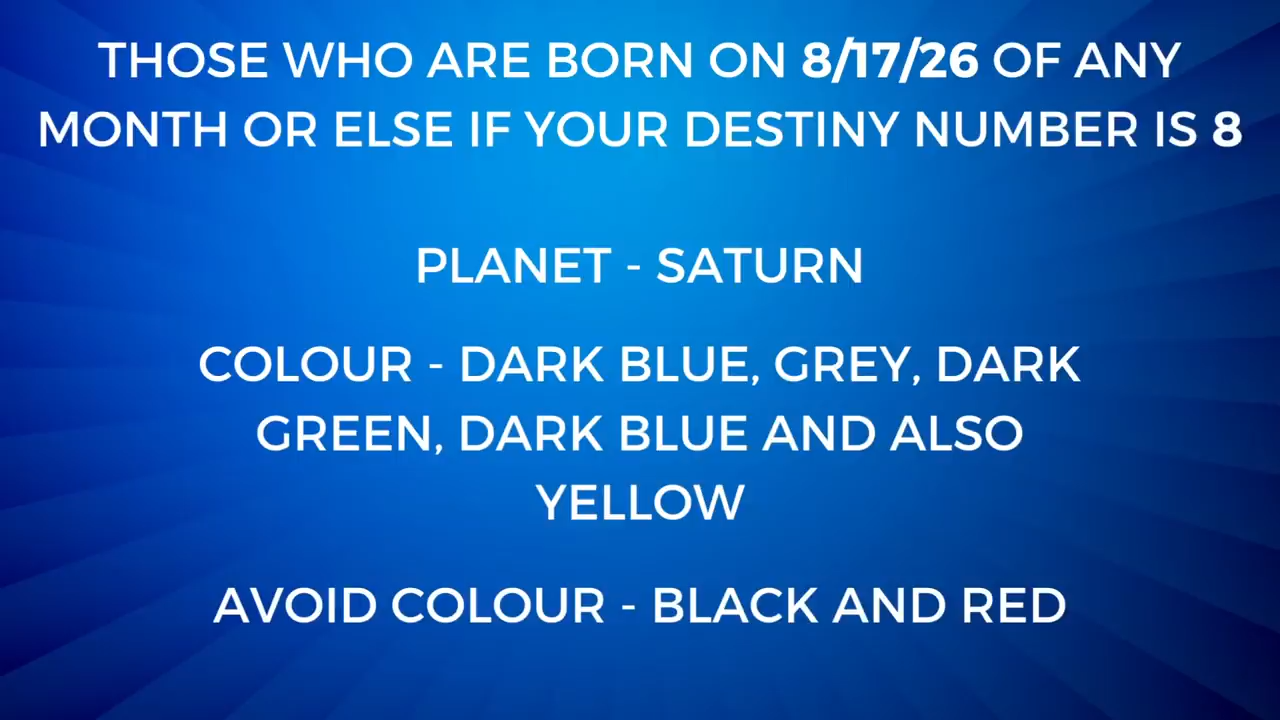 THOSE WHO ARE BORN ON 8/17/26 OF ANY
MONTH OR ELSE IF YOUR DESTINY NUMBER IS 8
PLANET - SATURN
COLOUR - DARK BLUE, GREY, DARK
GREEN, DARK BLUE AND ALSO
YELLOW
AVOID COLOUR - BLACK AND RED